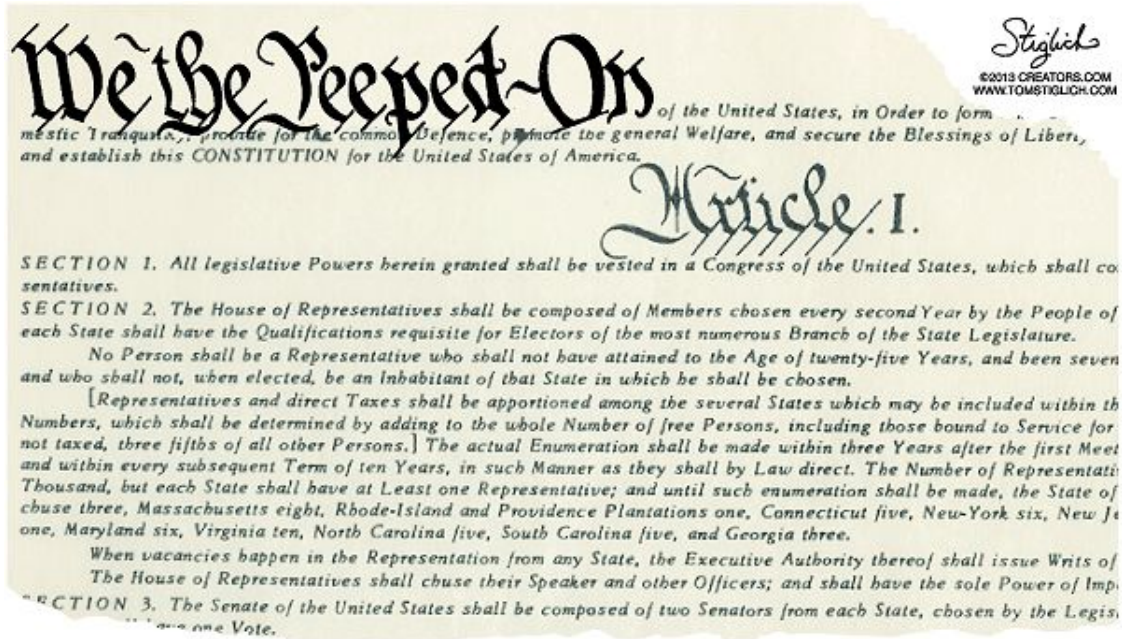 Stiglich
©2013 CREATORS.COM
WWW.TOMSTIGLICH.COM
We the Peeped-On
of the United States, in Order to form
mestic Tranquility, provide for the common Defence, promote the general Welfare, and secure the Blessings of Liberty
and establish this CONSTITUTION for the United States of America.
Article. I.
SECTION 1. All legislative Powers herein granted shall be vested in a Congress of the United States, which shall co
sentatives.
SECTION 2. The House of Representatives shall be composed of Members chosen every second Year by the People of
each State shall have the Qualifications requisite for Electors of the most numerous Branch of the State Legislature.
No Person shall be a Representative who shall not have attained to the Age of twenty-five Years, and been seven
and who shall not, when elected, be an Inhabitant of that State in which he shall be chosen.
[Representatives and direct Taxes shall be apportioned among the several States which may be included within th
Numbers, which shall be determined by adding to the whole Number of free Persons, including those bound to Service for
not taxed, three fifths of all other Persons.] The actual Enumeration shall be made within three Years after the first Meet
and within every subsequent Term of ten Years, in such Manner as they shall by Law direct. The Number of Representati
Thousand, but each State shall have at Least one Representative; and until such enumeration shall be made, the State of
chuse three, Massachusetts eight, Rhode-Island and Providence Plantations one, Connecticut five, New-York six, New Je
one, Maryland six, Virginia ten, North Carolina five, South Carolina five, and Georgia three.
When vacancies happen in the Representation from any State, the Executive Authority thereof shall issue Writs of
The House of Representatives shall chuse their Speaker and other Officers; and shall have the sole Power of Imp
SECTION 3. The Senate of the United States shall be composed of two Senators from each State, chosen by the Legis
one Vote.